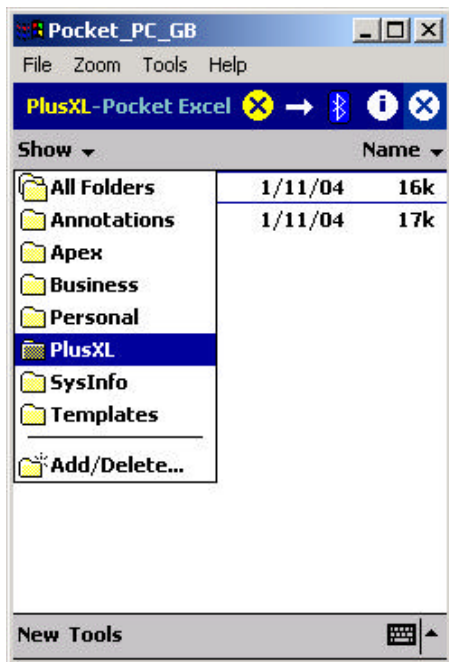 Pocket_PC_GB
File Zoom Tools Help
PlusXL-Pocket Excel
Show Name
All Folders 1/11/04 16k
Annotations 1/11/04 17k
Apex
Business
Personal
PlusXL
SysInfo
Templates
Add/Delete...
New Tools